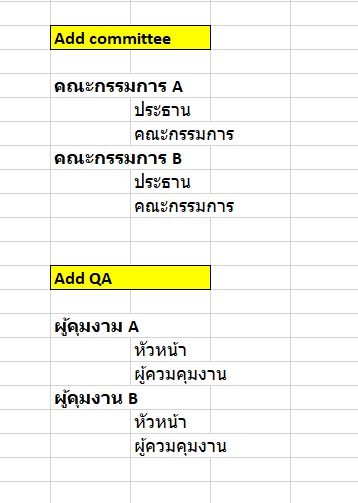 Add committee
คณะกรรมการ A
ประธาน
คณะกรรมการ
คณะกรรมการ B
ประธาน
คณะกรรมการ
Add QA
ผู้คุมงาม A
หัวหน้า
ผู้ควมคุมงาน
ผู้คุมงาน B
หัวหน้า
ผู้ควมคุมงาน